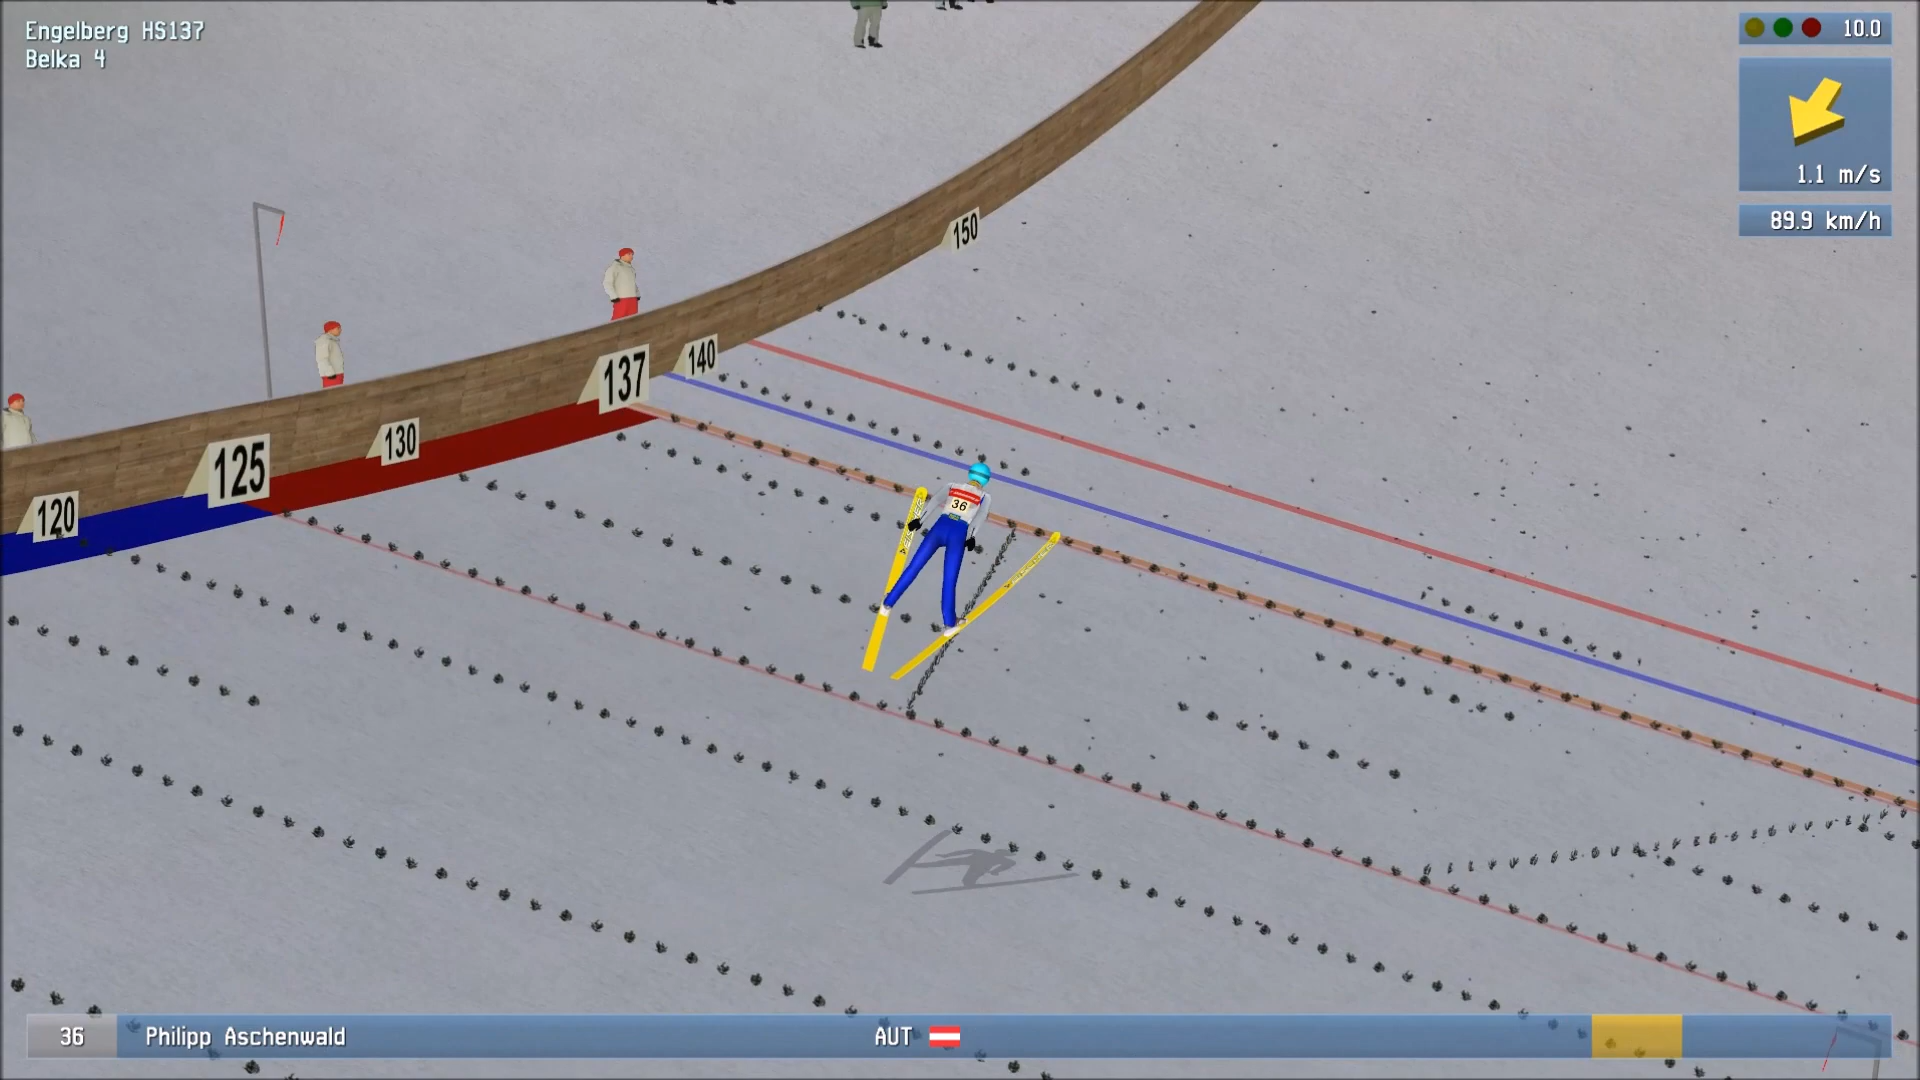 Engelberg HS137
Belka 4
10.0
1.1 m/s
89.9 km/h
150
140
137
130
125
120
36
36 Philipp Aschenwald AUT